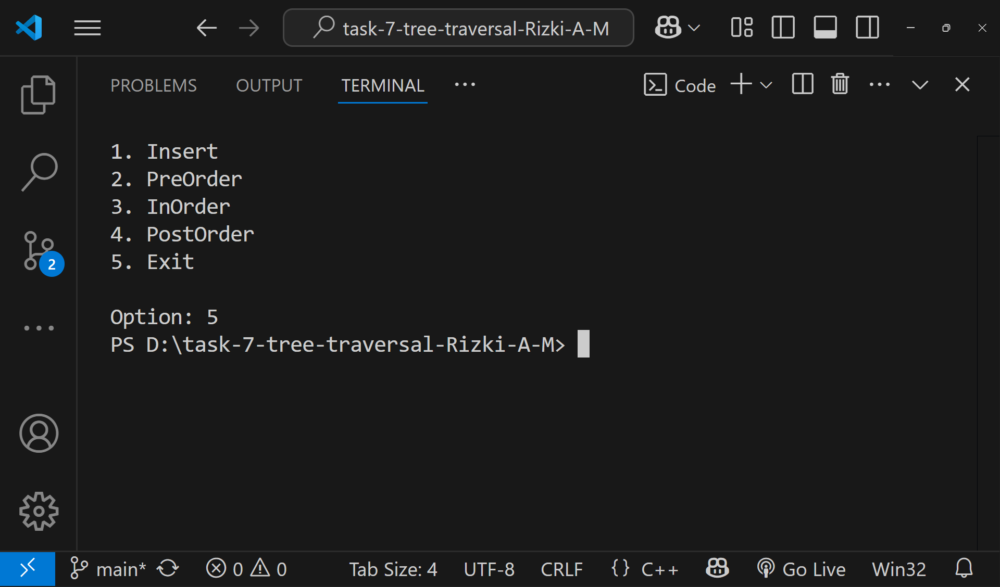 task-7-tree-traversal-Rizki-A-M
PROBLEMS OUTPUT TERMINAL ··· Code
1. Insert
2. PreOrder
3. InOrder
4. PostOrder
5. Exit
Option: 5
PS D:\task-7-tree-traversal-Rizki-A-M>
2
main* 0 0 Tab Size: 4 UTF-8 CRLF {} C++ Go Live Win32